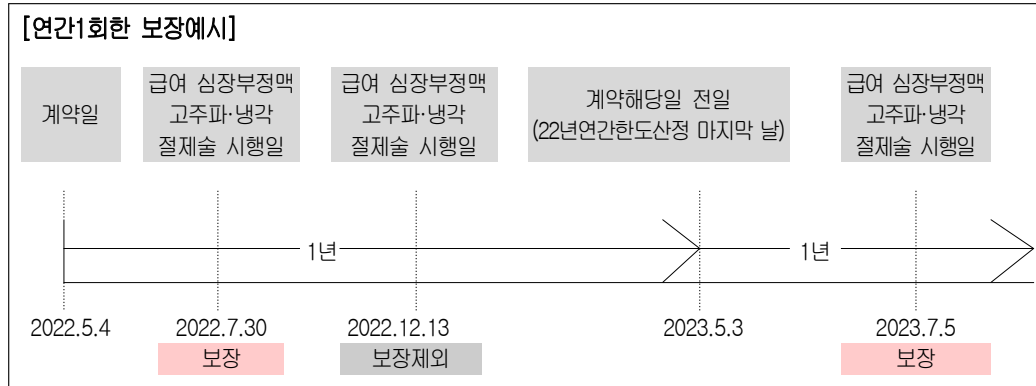 [연간1회한 보장예시]
계약일
급여 심장부정맥
고주파·냉각
절제술 시행일
급여 심장부정맥
고주파·냉각
절제술 시행일
계약해당일 전일
(22년연간한도산정 마지막 날)
급여 심장부정맥
고주파·냉각
절제술 시행일
1년
1년
2022.5.4
2022.7.30
2022.12.13
2023.5.3
2023.7.5
보장
보장제외
보장